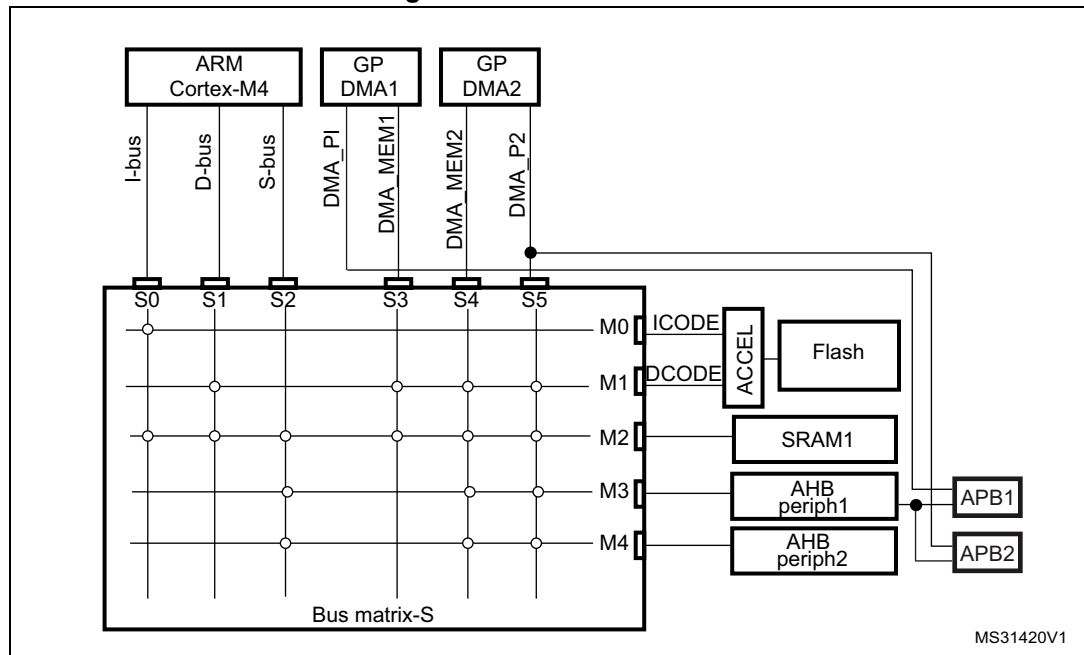 ARM
Cortex-M4
GP
DMA1
GP
DMA2
I-bus
D-bus
S-bus
DMA_PI
DMA_MEM1
DMA_MEM2
DMA_P2
S0 S1 S2 S3 S4 S5
M0 ICODE
M1 DCODE
ACCEL
Flash
M2 SRAM1
M3 AHB
periph1
APB1
M4 AHB
periph2
APB2
Bus matrix-S
MS31420V1